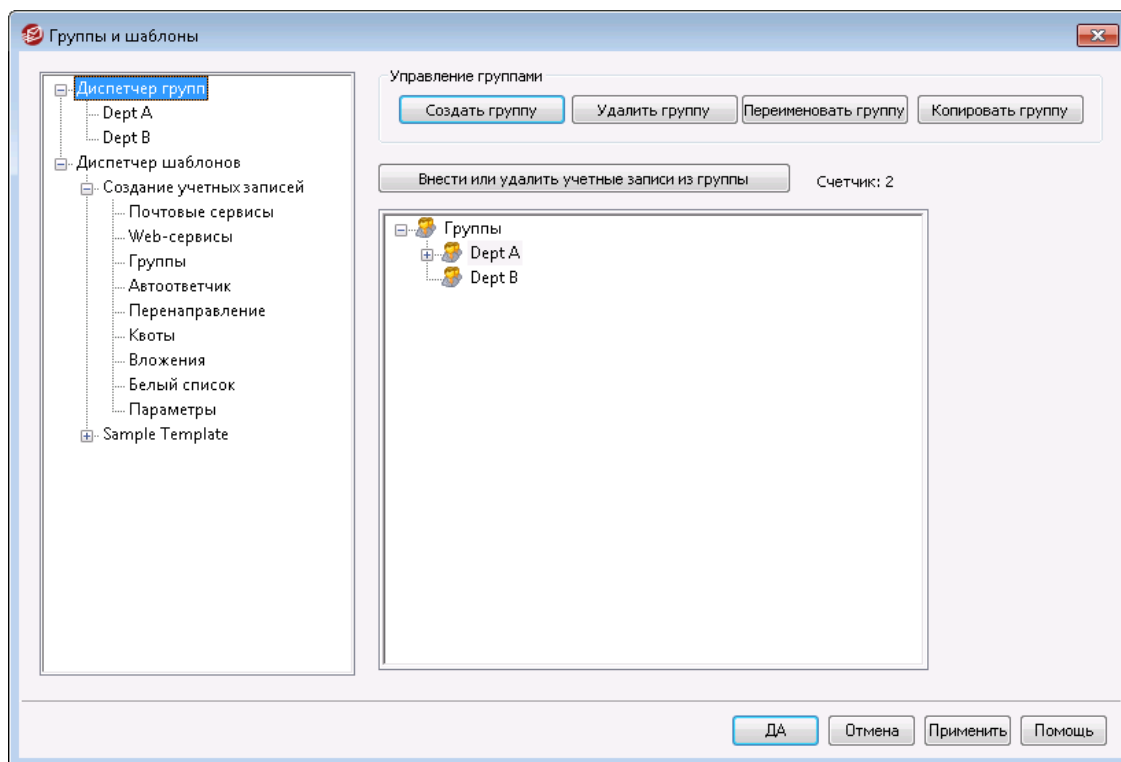 Группы и шаблоны
Диспетчер групп
Dept A
Dept B
Диспетчер шаблонов
Создание учетных записей
Почтовые сервисы
Web-сервисы
Группы
Автоответчик
Перенаправление
Квоты
Вложения
Белый список
Параметры
Sample Template
Управление группами
Создать группу
Удалить группу
Переименовать группу
Копировать группу
Внести или удалить учетные записи из группы
Счетчик: 2
Группы
Dept A
Dept B
ДА
Отмена
Применить
Помощь